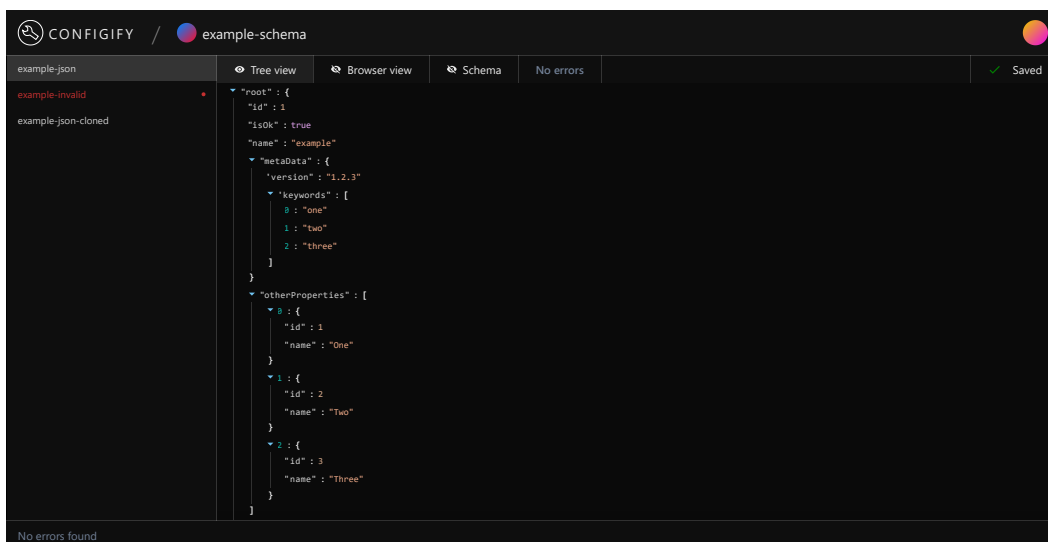 CONFIGIFY / example-schema
example-json
example-invalid
example-json-cloned
Tree view Browser view Schema No errors Saved
"root" : {
"id" : 1
"isOk" : true
"name" : "example"
"metaData" : {
'version" : "1.2.3"
'keywords" : [
0 : "one"
1 : "two"
2 : "three"
]
}
"otherProperties" : [
0 : {
"id" : 1
"name" : "One"
}
1 : {
"id" : 2
"name" : "Two"
}
2 : {
"id" : 3
"name" : "Three"
}
]
No errors found